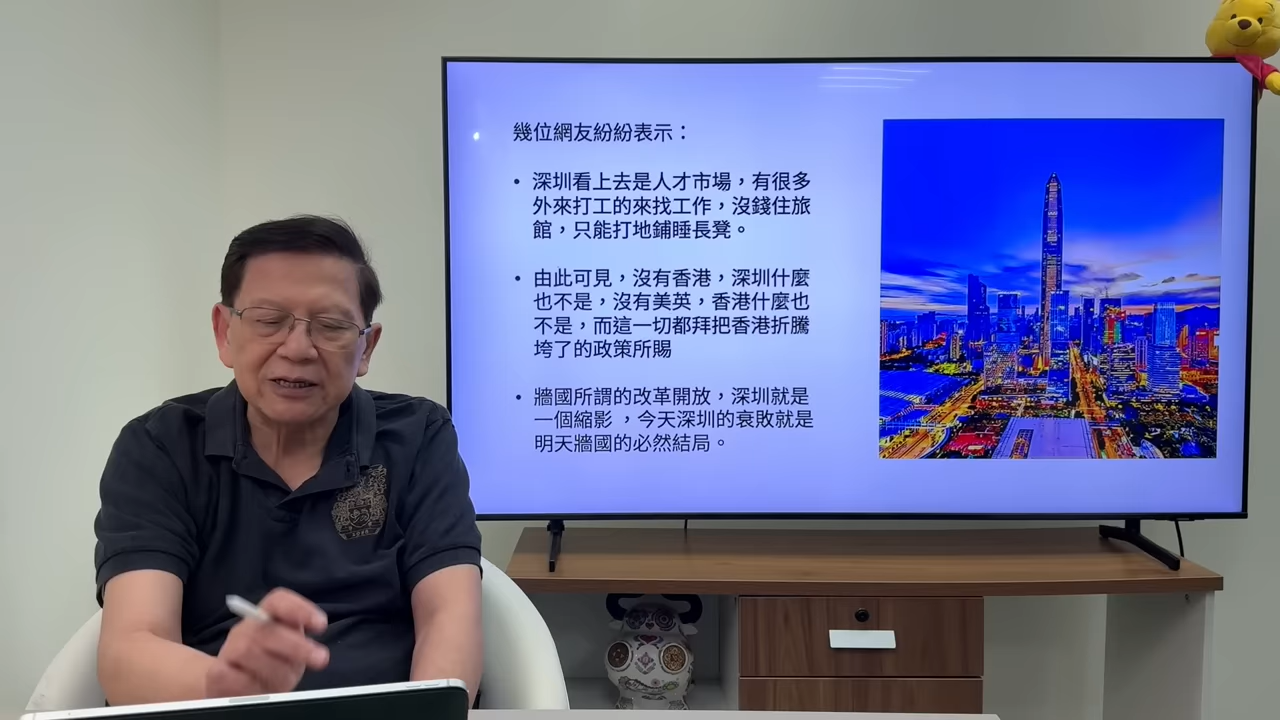 幾位網友紛紛表示：
• 深圳看上去是人才市場，有很多
外來打工的來找工作，沒錢住旅
館，只能打地鋪睡長凳。
• 由此可見，沒有香港，深圳什麼
也不是，沒有美英，香港什麼也
不是，而這一切都拜把香港折騰
垮了的政策所賜
• 牆國所謂的改革開放，深圳就是
一個縮影 ，今天深圳的衰敗就是
明天牆國的必然結局。